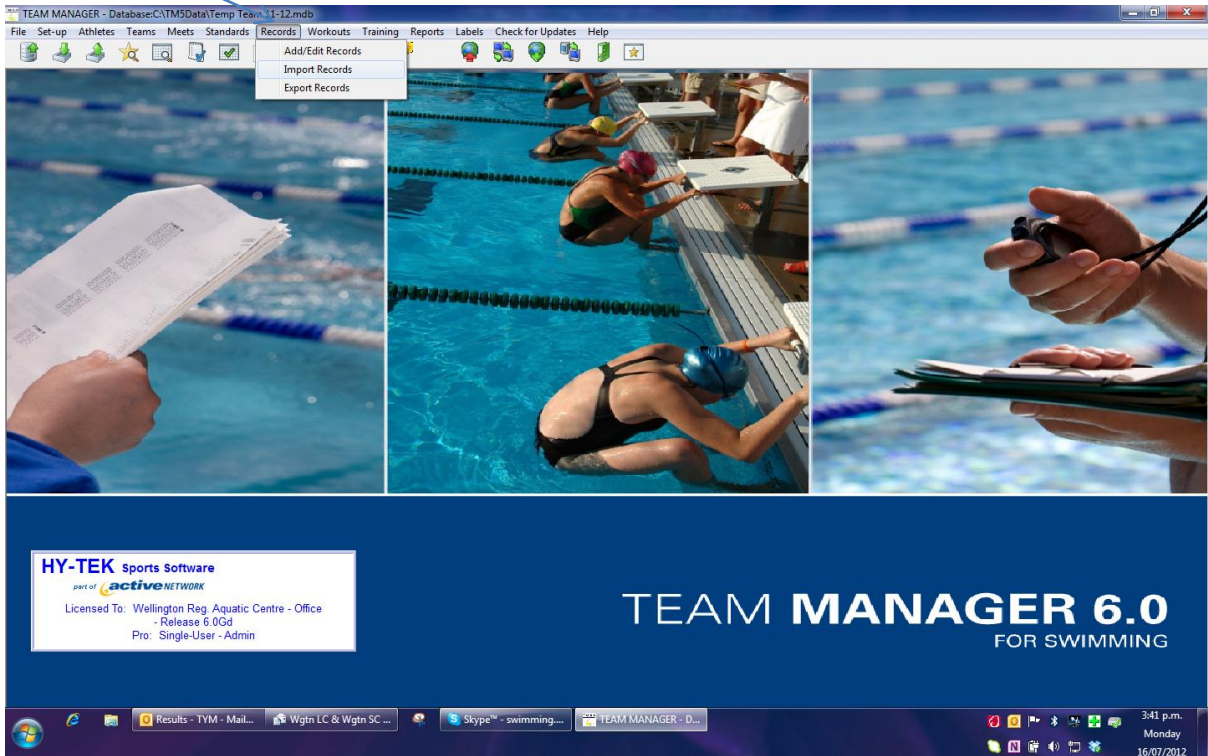 TEAM MANAGER - Database:C:\TM5Data\Temp Team 11-12.mdb
File Set-up Athletes Teams Meets Standards Records Workouts Training Reports Labels Check for Updates Help
Add/Edit Records
Import Records
Export Records
HY-TEK Sports Software
part of active NETWORK
Licensed To: Wellington Reg. Aquatic Centre - Office
- Release 6.0Gd
Pro: Single-User - Admin
TEAM MANAGER 6.0
FOR SWIMMING
Results - TYM - Mail... Wgtn LC & Wgtn SC ... Skype™ - swimming.... TEAM MANAGER - D...
3:41 p.m.
Monday
16/07/2012